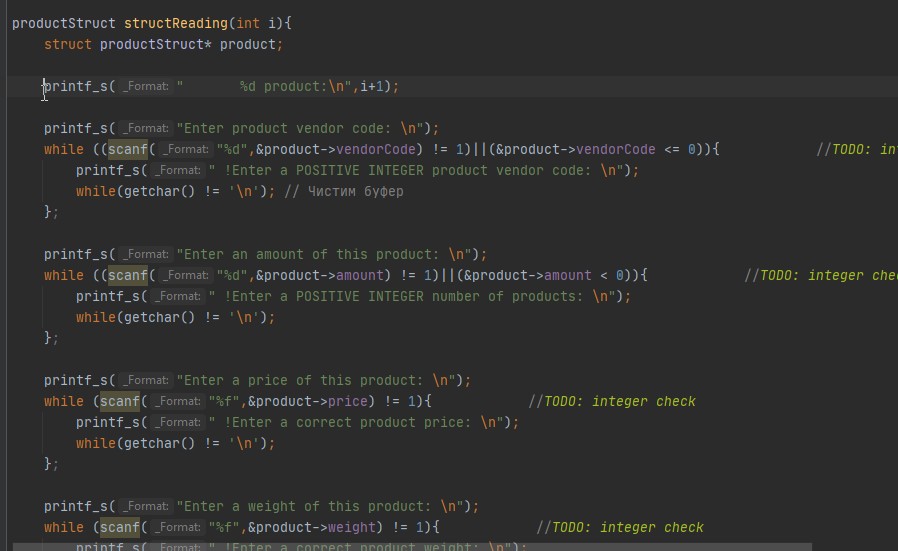 productStruct structReading(int i){
struct productStruct* product;
printf_s( _Format: "       %d product:\n",i+1);
printf_s( _Format: "Enter product vendor code: \n");
while ((scanf( _Format: "%d",&product->vendorCode) != 1)||(&product->vendorCode <= 0)){ //TODO: int
printf_s( _Format: " !Enter a POSITIVE INTEGER product vendor code: \n");
while(getchar() != '\n'); // Чистим буфер
};
printf_s( _Format: "Enter an amount of this product: \n");
while ((scanf( _Format: "%d",&product->amount) != 1)||(&product->amount < 0)){ //TODO: integer chec
printf_s( _Format: " !Enter a POSITIVE INTEGER number of products: \n");
while(getchar() != '\n');
};
printf_s( _Format: "Enter a price of this product: \n");
while (scanf( _Format: "%f",&product->price) != 1){ //TODO: integer check
printf_s( _Format: " !Enter a correct product price: \n");
while(getchar() != '\n');
};
printf_s( _Format: "Enter a weight of this product: \n");
while (scanf( _Format: "%f",&product->weight) != 1){ //TODO: integer check
printf_s( _Format: " !Enter a correct product weight: \n");